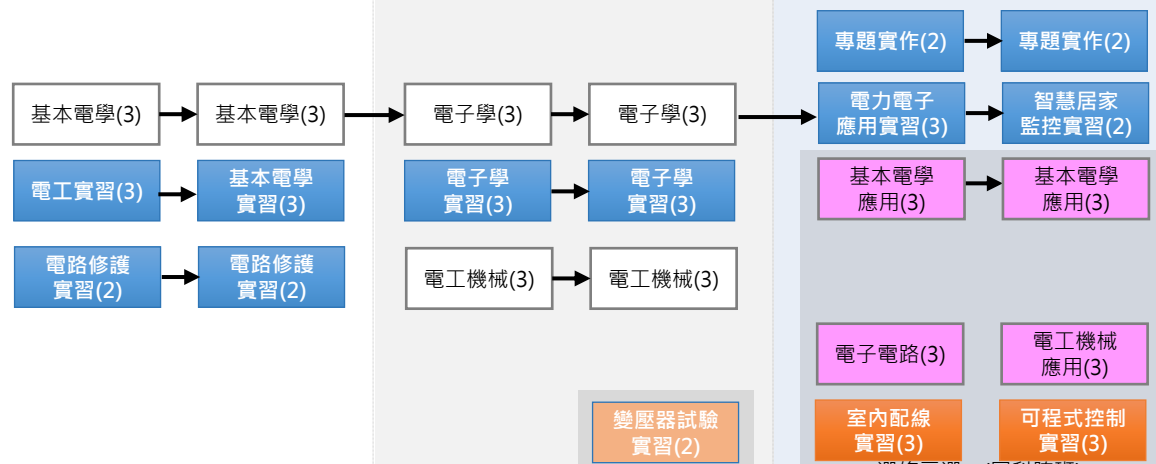 專題實作(2)
專題實作(2)
基本電學(3)
基本電學(3)
電子學(3)
電子學(3)
電力電子
應用實習(3)
智慧居家
監控實習(2)
電工實習(3)
基本電學
實習(3)
電子學
實習(3)
電子學
實習(3)
基本電學
應用(3)
基本電學
應用(3)
電路修護
實習(2)
電路修護
實習(2)
電工機械(3)
電工機械(3)
電子電路(3)
電工機械
應用(3)
變壓器試驗
實習(2)
室內配線
實習(3)
可程式控制
實習(3)